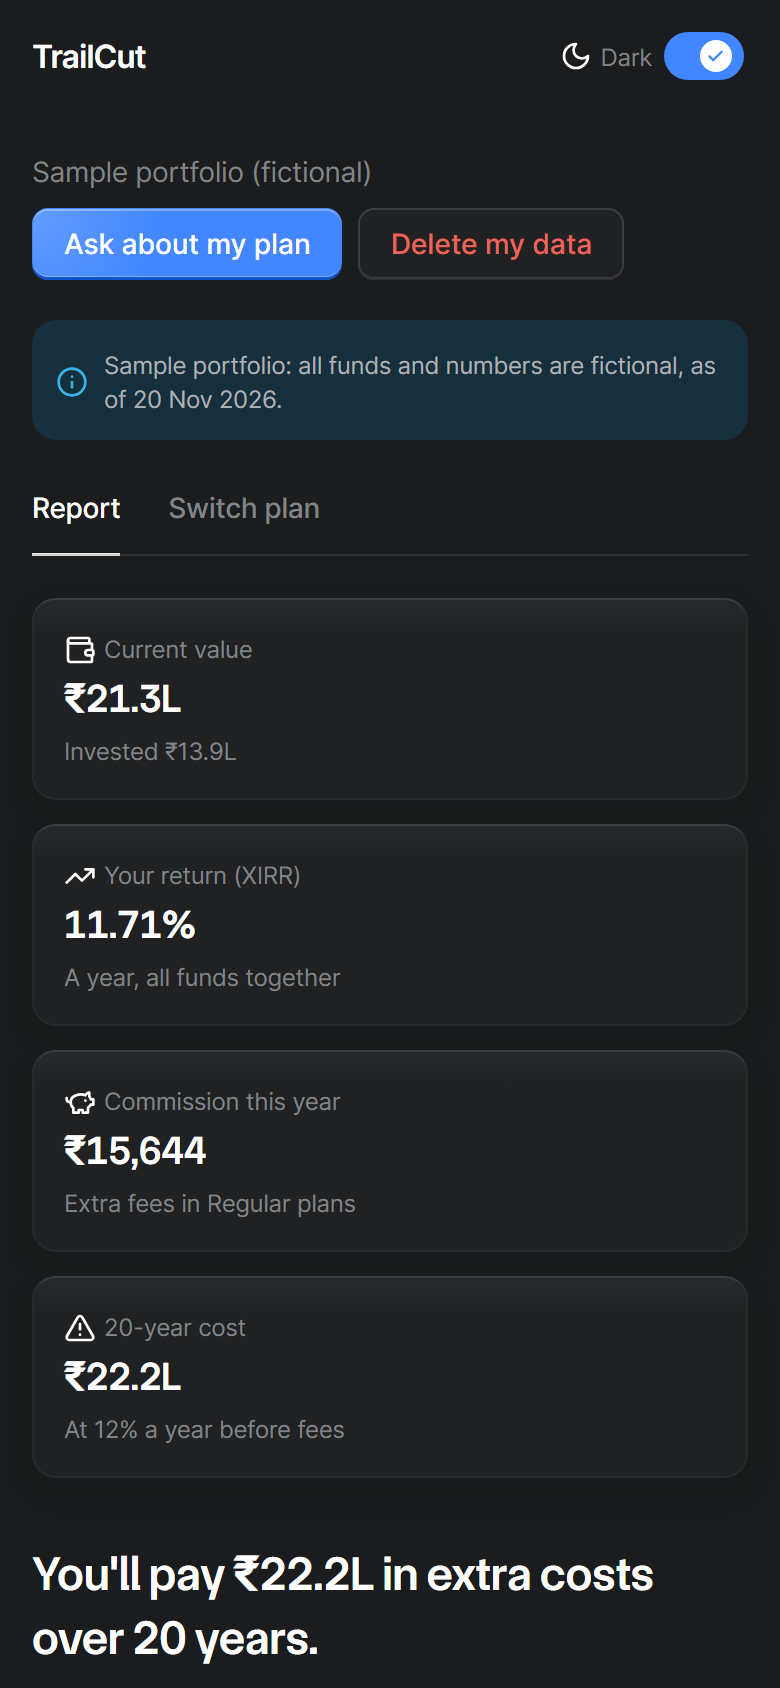 TrailCut
Dark
Sample portfolio (fictional)
Ask about my plan
Delete my data
Sample portfolio: all funds and numbers are fictional, as
of 20 Nov 2026.
Report
Switch plan
Current value
₹21.3L
Invested ₹13.9L
Your return (XIRR)
11.71%
A year, all funds together
Commission this year
₹15,644
Extra fees in Regular plans
20-year cost
₹22.2L
At 12% a year before fees
You'll pay ₹22.2L in extra costs
over 20 years.